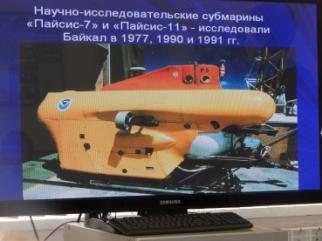 Научно-исследовательские субмарины
«Пайсис-7» и «Пайсис-11» - исследовали
Байкал в 1977, 1990 и 1991 гг.
SAMSUNG